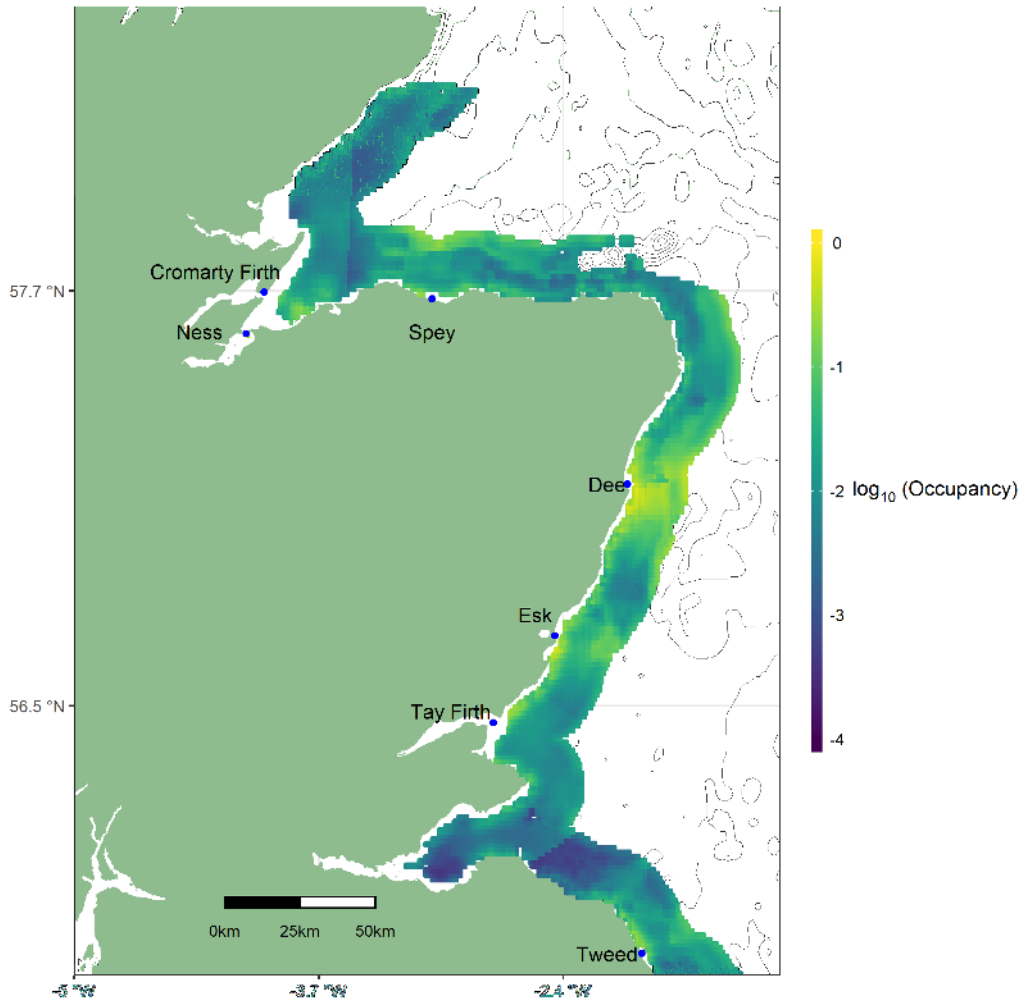 Cromarty Firth
57.7 °N
Ness
Spey
Dee
Esk
56.5 °N
Tay Firth
0km 25km 50km
Tweed
-5 °W -3.7 °W -2.4 °W
0
-1
-2
log10 (Occupancy)
-3
-4